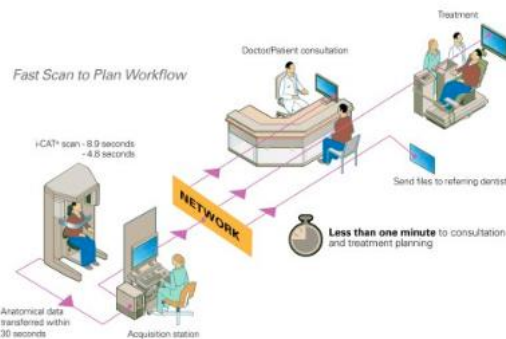 Treatment
Doctor/Patient consultation
Fast Scan to Plan Workflow
i-CAT® scan - 8.9 seconds
- 4.8 seconds
Send files to referring dentist
NETWORK
Less than one minute to consultation
and treatment planning
Anatomical data
transferred within
30 seconds
Acquisition station